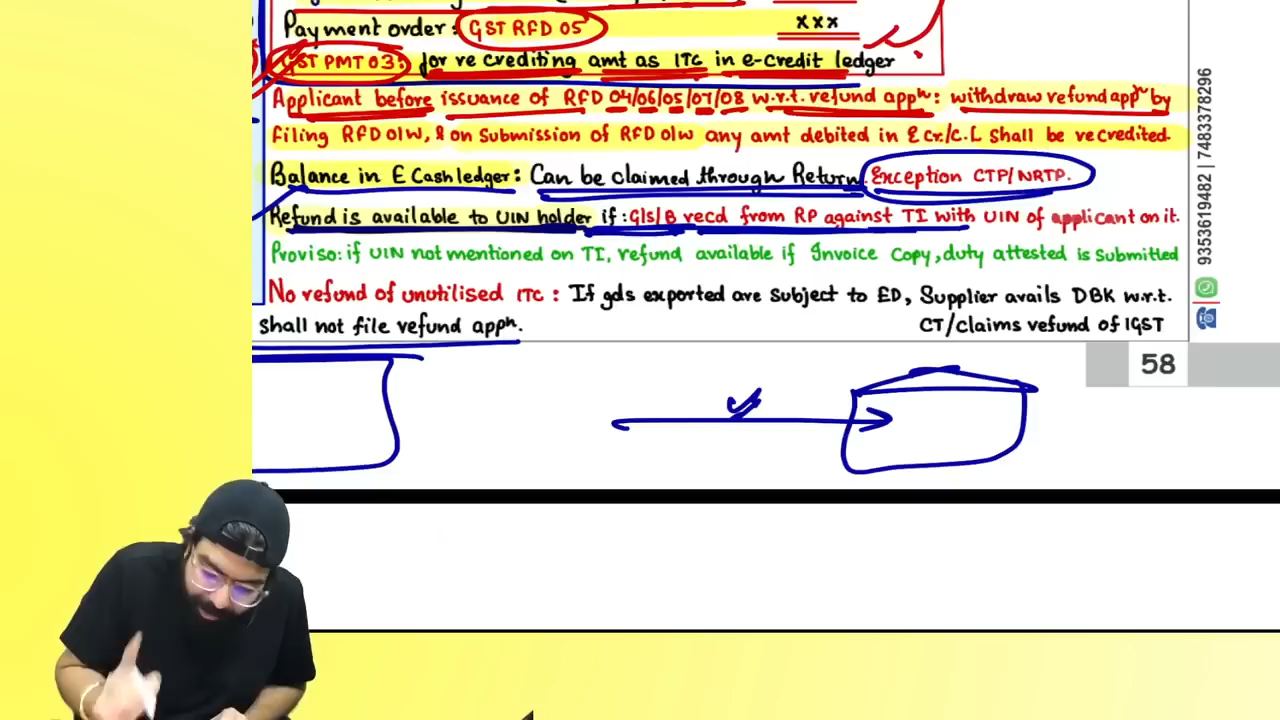 Payment order: GST RFD 05 xxx
GST PMT 03: for re crediting amt as ITC in e-credit ledger
Applicant before issuance of RFD 04/06/05/07/08 w.r.t. refund appⁿ: withdraw refund appⁿ by
filing RFD 01W, & on submission of RFD 01W any amt debited in E Cr./C.L shall be recredited.
Balance in E Cash ledger: Can be claimed through Return. Exception CTP/NRTP.
Refund is available to UIN holder if: G/S/B recd from RP against TI with UIN of applicant on it.
Proviso: if UIN not mentioned on TI, refund available if Invoice Copy, duty attested is Submitted
No refund of unutilised ITC: If gds exported are subject to ED, Supplier avails DBK w.r.t.
shall not file refund appⁿ. CT/claims refund of IGST
58
9353619482 | 7483378296